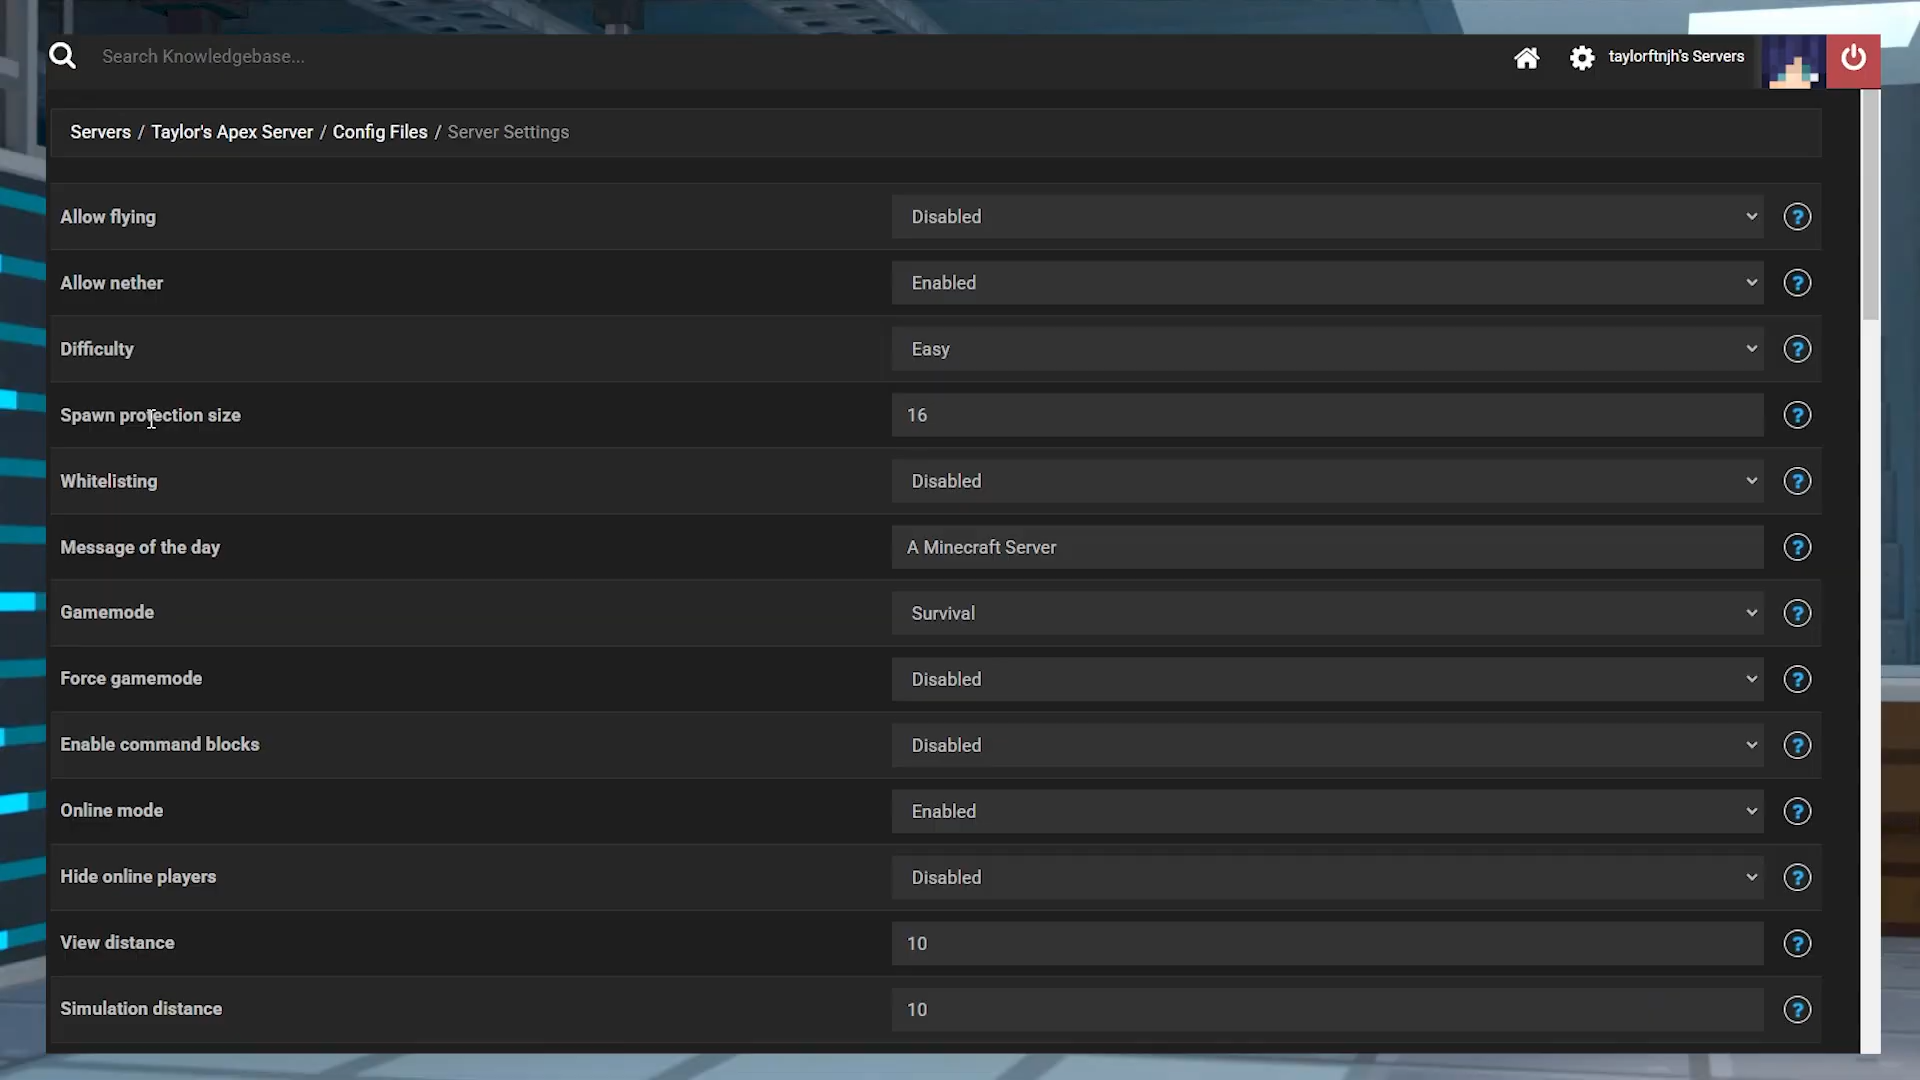 Search Knowledgebase...
taylorftnjh's Servers
Servers / Taylor's Apex Server / Config Files / Server Settings
Allow flying Disabled ?
Allow nether Enabled ?
Difficulty Easy ?
Spawn protection size 16 ?
Whitelisting Disabled ?
Message of the day A Minecraft Server ?
Gamemode Survival ?
Force gamemode Disabled ?
Enable command blocks Disabled ?
Online mode Enabled ?
Hide online players Disabled ?
View distance 10 ?
Simulation distance 10 ?